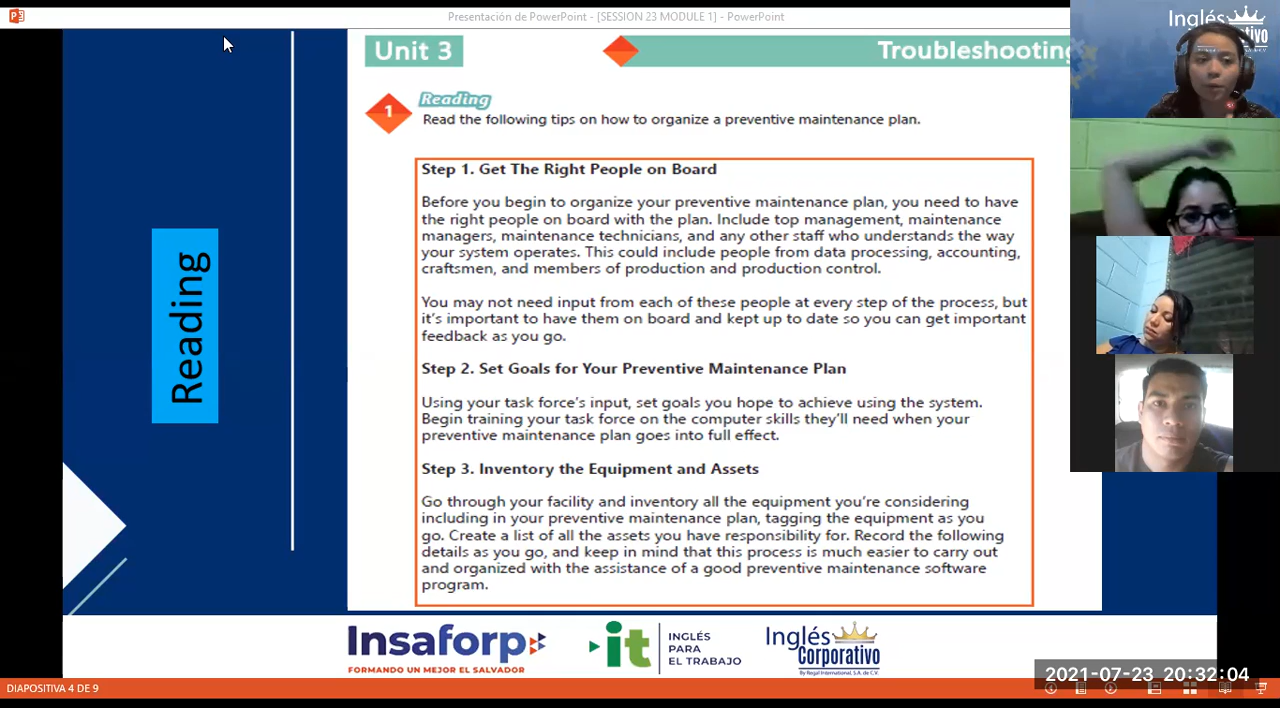 Presentación de PowerPoint - [SESSION 23 MODULE 1] - PowerPoint
Inglés
Unit 3
Troubleshooting
1
Reading
Read the following tips on how to organize a preventive maintenance plan.
Reading
Step 1. Get The Right People on Board
Before you begin to organize your preventive maintenance plan, you need to have
the right people on board with the plan. Include top management, maintenance
managers, maintenance technicians, and any other staff who understands the way
your system operates. This could include people from data processing, accounting,
craftsmen, and members of production and production control.
You may not need input from each of these people at every step of the process, but
it's important to have them on board and kept up to date so you can get important
feedback as you go.
Step 2. Set Goals for Your Preventive Maintenance Plan
Using your task force's input, set goals you hope to achieve using the system.
Begin training your task force on the computer skills they'll need when your
preventive maintenance plan goes into full effect.
Step 3. Inventory the Equipment and Assets
Go through your facility and inventory all the equipment you're considering
including in your preventive maintenance plan, tagging the equipment as you
go. Create a list of all the assets you have responsibility for. Record the following
details as you go, and keep in mind that this process is much easier to carry out
and organized with the assistance of a good preventive maintenance software
program.
Insaforp
FORMANDO UN MEJOR EL SALVADOR
it
INGLÉS
PARA
EL TRABAJO
Inglés
Corporativo
By Regal International, S.A. de C.V.
2021-07-23 20:32:04
DIAPOSITIVA 4 DE 9